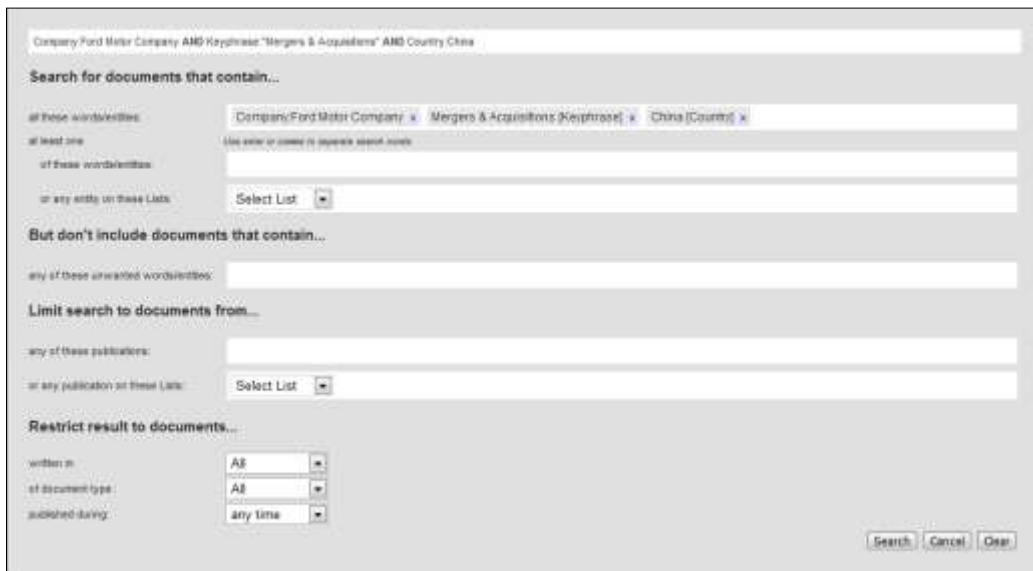 Company:Ford Motor Company AND Keyphrase:"Mergers & Acquisitions" AND Country:China
Search for documents that contain...
all these words/entities: Company:Ford Motor Company x Mergers & Acquisitions [Keyphrase] x China [Country] x
at least one Use enter or comma to separate search words
of these words/entities:
or any entity on these Lists: Select List
But don't include documents that contain...
any of these unwanted words/entities:
Limit search to documents from...
any of these publications:
or any publication on these Lists: Select List
Restrict result to documents...
written in: All
of document type: All
published during: any time
Search Cancel Clear